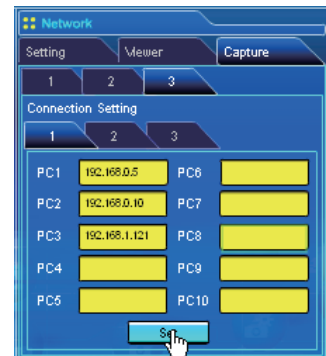 Network
Setting Viewer Capture
1 2 3
Connection Setting
1 2 3
PC1 192.168.0.5 PC6
PC2 192.168.0.10 PC7
PC3 192.168.1.121 PC8
PC4 PC9
PC5 PC10